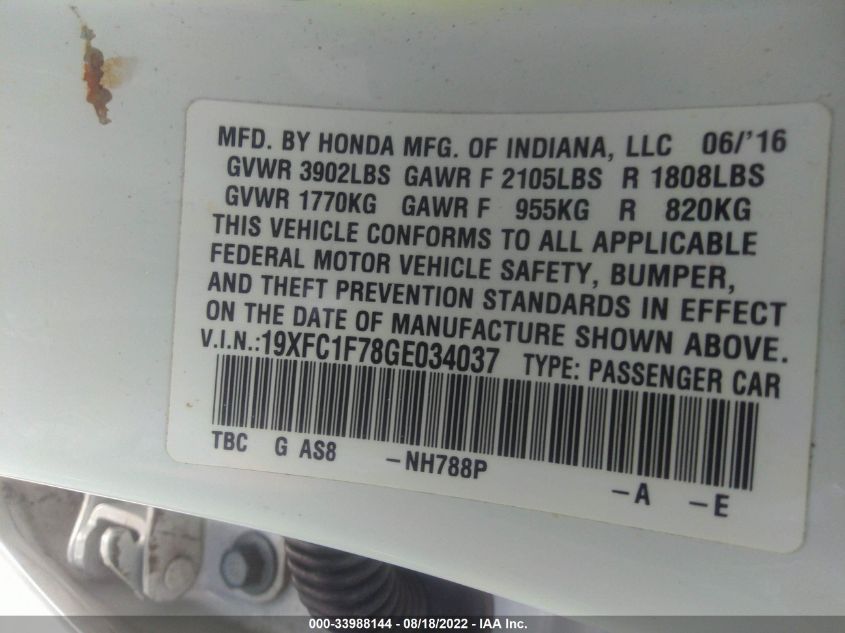 MFD. BY HONDA MFG. OF INDIANA, LLC 06/'16
GVWR 3902LBS GAWR F 2105LBS R 1808LBS
GVWR 1770KG GAWR F 955KG R 820KG
THIS VEHICLE CONFORMS TO ALL APPLICABLE
FEDERAL MOTOR VEHICLE SAFETY, BUMPER,
AND THEFT PREVENTION STANDARDS IN EFFECT
ON THE DATE OF MANUFACTURE SHOWN ABOVE.
V.I.N.:19XFC1F78GE034037 TYPE: PASSENGER CAR
TBC G AS8 -NH788P -A -E
000-33988144 - 08/18/2022 - IAA Inc.